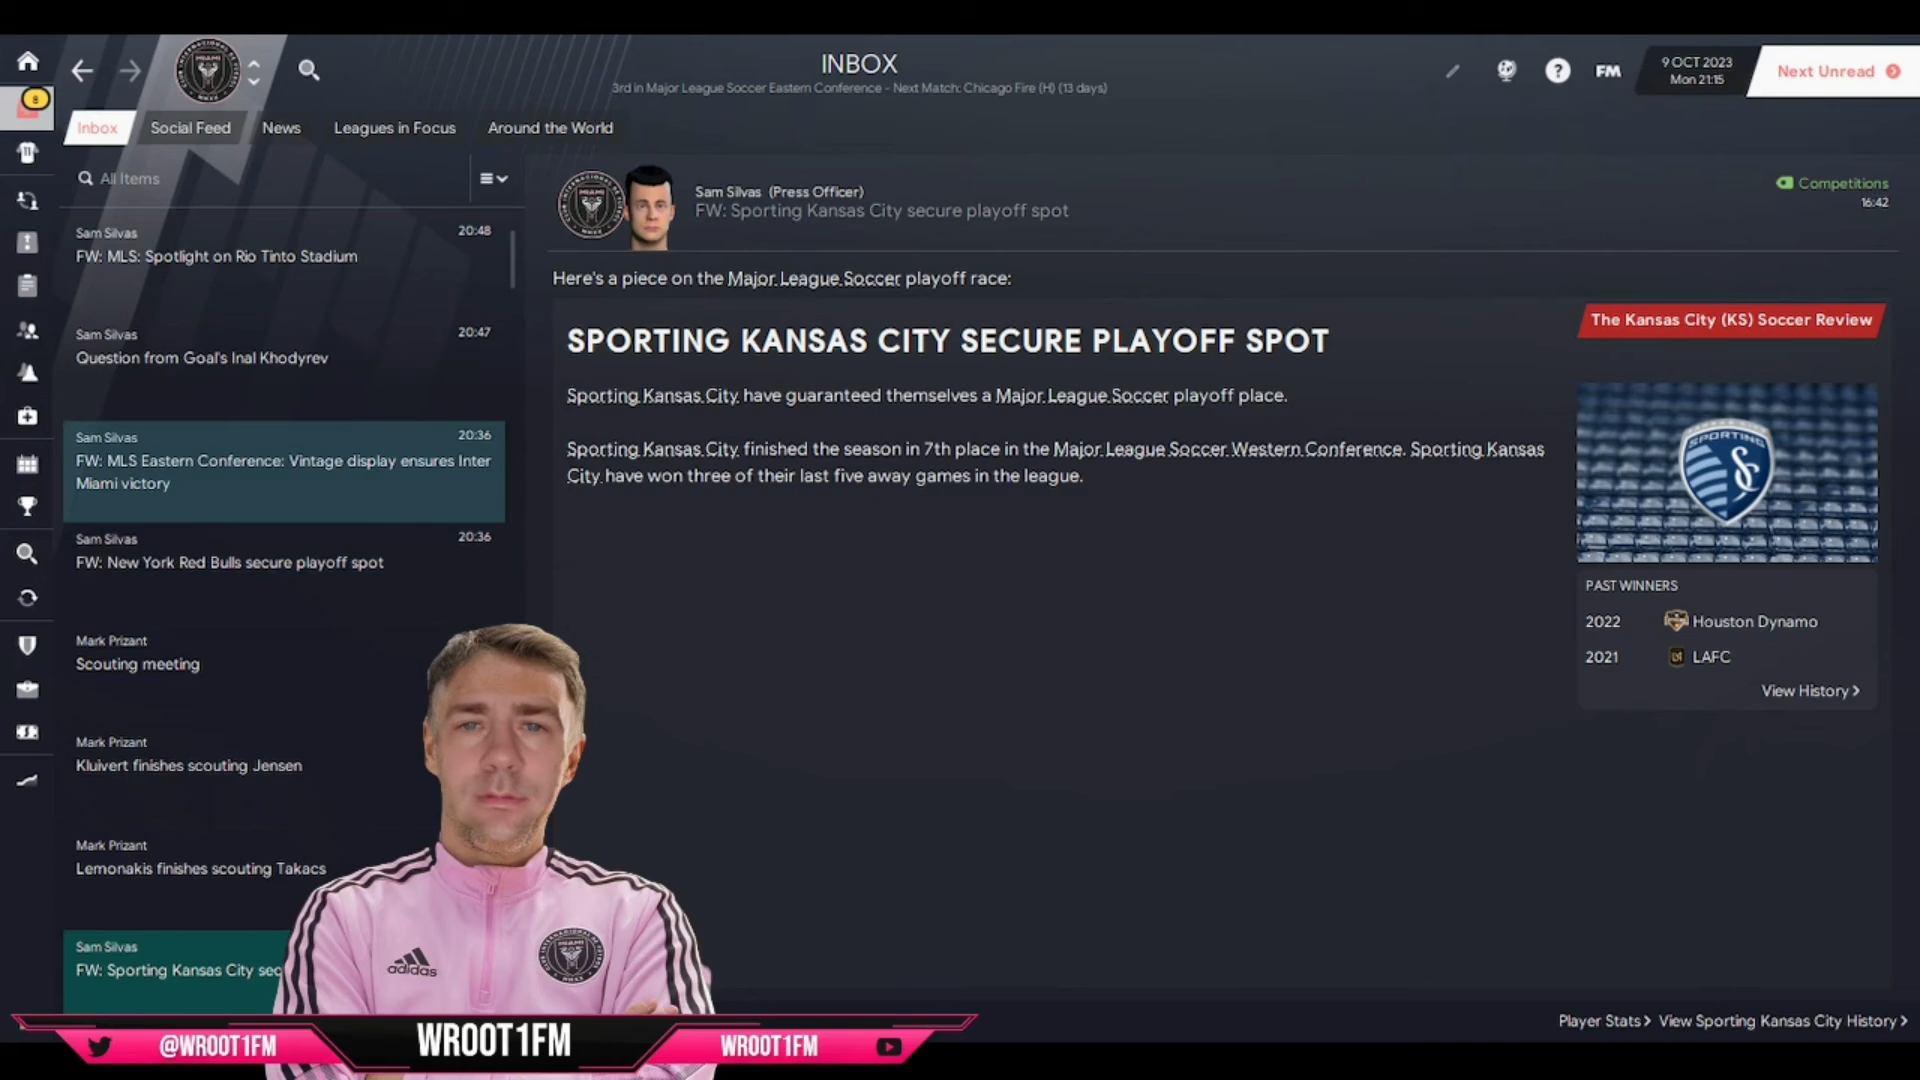 INBOX
3rd in Major League Soccer Eastern Conference - Next Match: Chicago Fire (H) (13 days)
FM
9 OCT 2023
Mon 21:15
Next Unread
8
Inbox
Social Feed
News
Leagues in Focus
Around the World
All Items
Sam Silvas
20:48
FW: MLS: Spotlight on Rio Tinto Stadium
Sam Silvas
20:47
Question from Goal's Inal Khodyrev
Sam Silvas
20:36
FW: MLS Eastern Conference: Vintage display ensures Inter
Miami victory
Sam Silvas
20:36
FW: New York Red Bulls secure playoff spot
Mark Prizant
Scouting meeting
Mark Prizant
Kluivert finishes scouting Jensen
Mark Prizant
Lemonakis finishes scouting Takacs
Sam Silvas
FW: Sporting Kansas City sec
Sam Silvas (Press Officer)
FW: Sporting Kansas City secure playoff spot
Competitions
16:42
Here's a piece on the Major League Soccer playoff race:
The Kansas City (KS) Soccer Review
SPORTING KANSAS CITY SECURE PLAYOFF SPOT
Sporting Kansas City have guaranteed themselves a Major League Soccer playoff place.
Sporting Kansas City finished the season in 7th place in the Major League Soccer Western Conference. Sporting Kansas
City have won three of their last five away games in the league.
SPORTING
PAST WINNERS
2022 Houston Dynamo
2021 LAFC
View History
Player Stats
View Sporting Kansas City History
adidas
MIAMI
@WROOT1FM
WROOT1FM
WROOT1FM